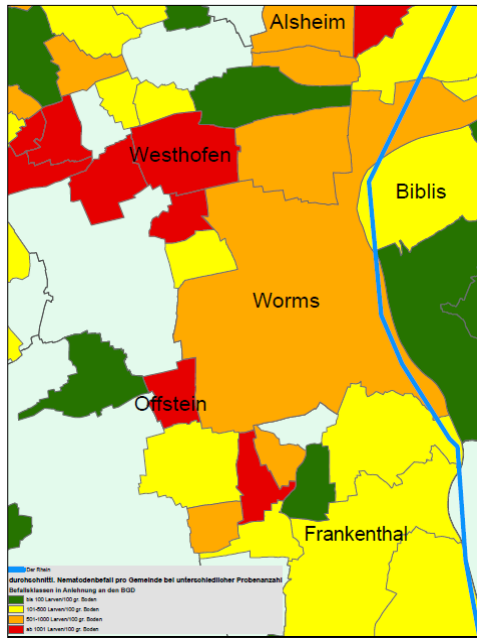 Alsheim
Westhofen
Biblis
Worms
Offstein
Frankenthal
Der Rhein
durchschnittl. Nematodenbefall pro Gemeinde bei unterschiedlicher Probenanzahl
Befallsklassen in Anlehnung an den BGD
bis 100 Larven/100 gr. Boden
101-500 Larven/100 gr. Boden
501-1000 Larven/100 gr. Boden
ab 1001 Larven/100 gr. Boden